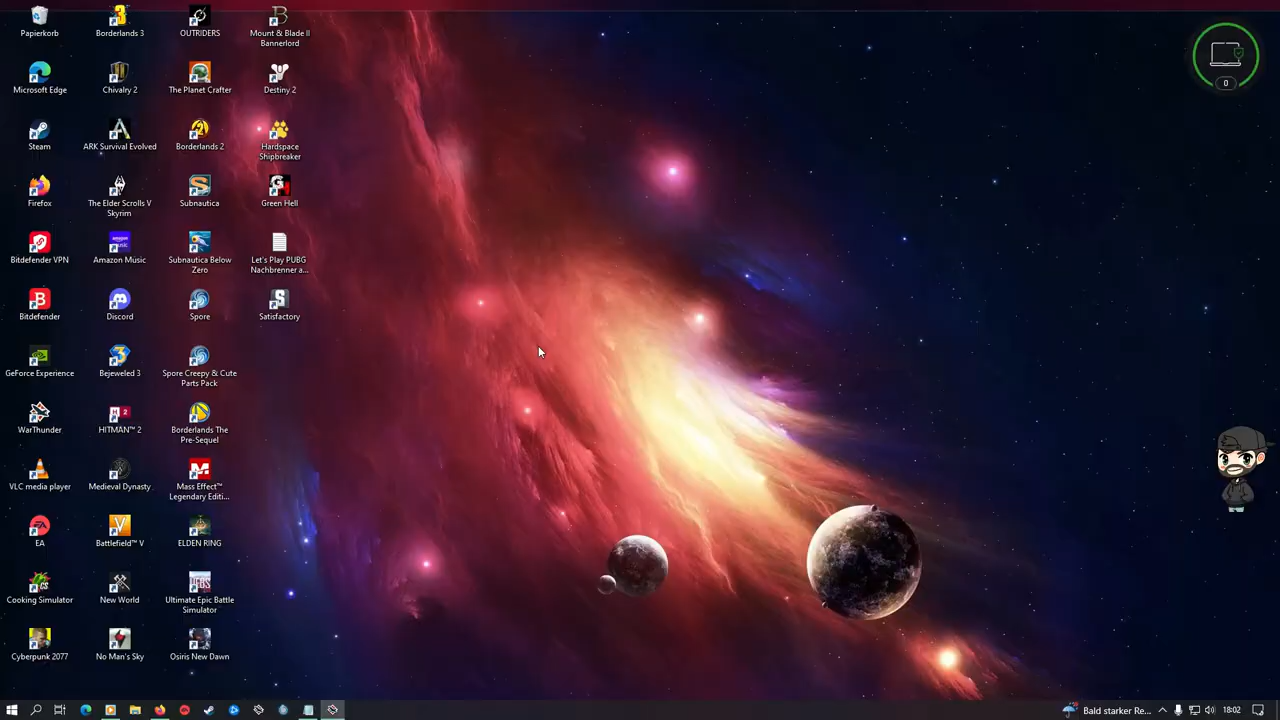 Papierkorb
Borderlands 3
OUTRIDERS
Mount & Blade II
Bannerlord
Microsoft Edge
Chivalry 2
The Planet Crafter
Destiny 2
Steam
ARK Survival Evolved
Borderlands 2
Hardspace
Shipbreaker
Firefox
The Elder Scrolls V
Skyrim
Subnautica
Green Hell
Bitdefender VPN
Amazon Music
Subnautica Below
Zero
Let's Play PUBG
Nachbrenner a...
Bitdefender
Discord
Spore
Satisfactory
GeForce Experience
Bejeweled 3
Spore Creepy & Cute
Parts Pack
WarThunder
HITMAN™ 2
Borderlands The
Pre-Sequel
VLC media player
Medieval Dynasty
Mass Effect™
Legendary Editi...
EA
Battlefield™ V
ELDEN RING
Cooking Simulator
New World
Ultimate Epic Battle
Simulator
Cyberpunk 2077
No Man's Sky
Osiris New Dawn
0
Bald starker Re...
18:02